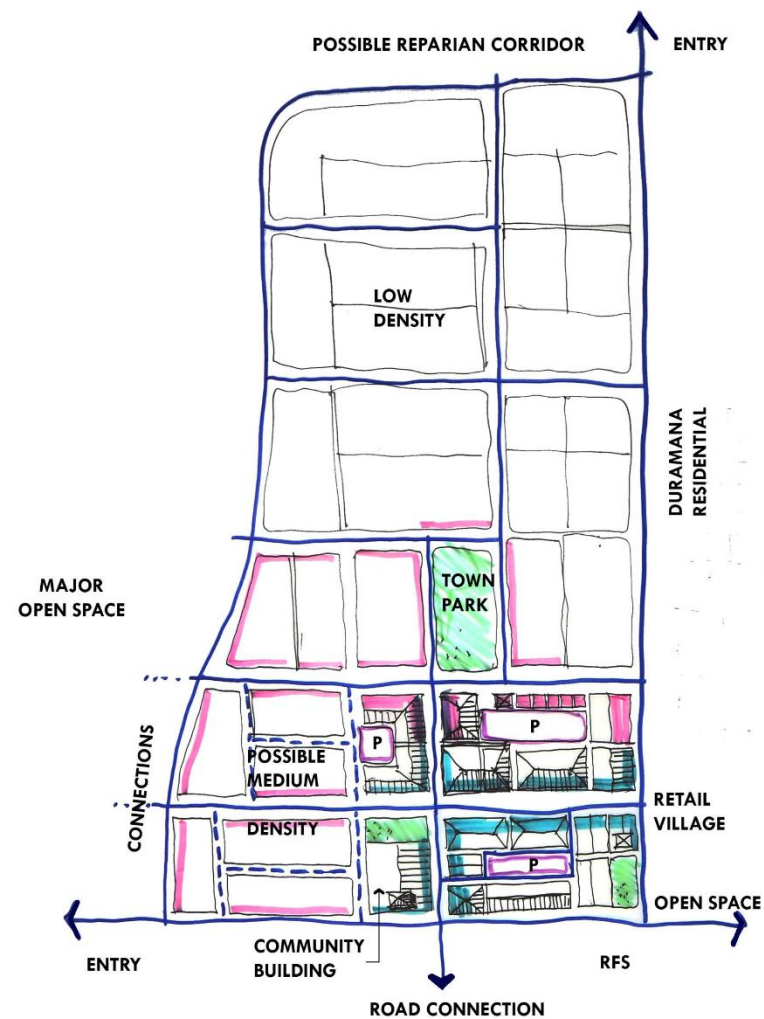 POSSIBLE REPARIAN CORRIDOR
ENTRY
LOW
DENSITY
DURAMANA
RESIDENTIAL
MAJOR
OPEN SPACE
TOWN
PARK
P
P
POSSIBLE
MEDIUM
CONNECTIONS
RETAIL
VILLAGE
DENSITY
P
OPEN SPACE
ENTRY
COMMUNITY
BUILDING
RFS
ROAD CONNECTION